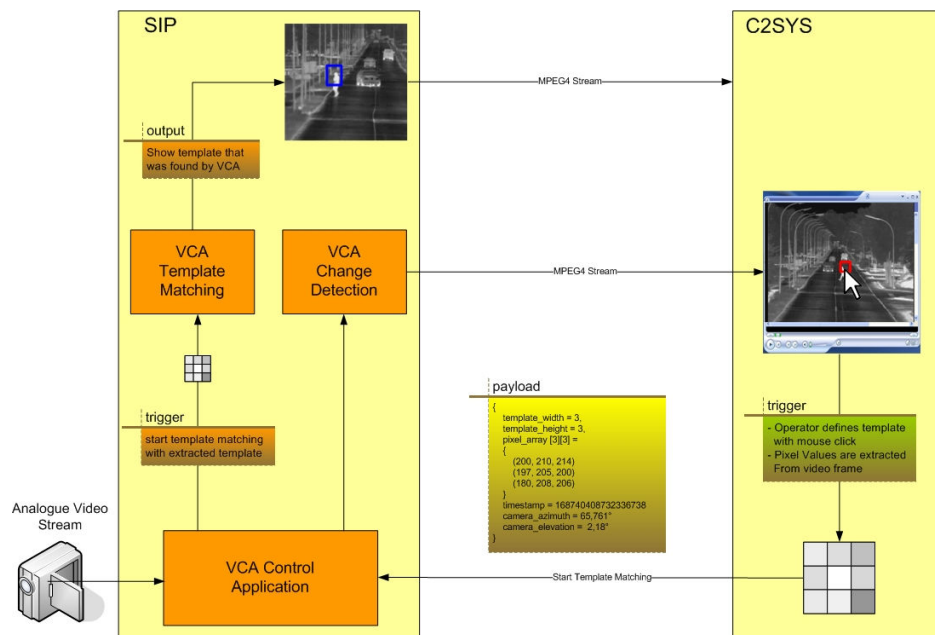 SIP
C2SYS
MPEG4 Stream
output
Show template that
was found by VCA
VCA
Template
Matching
VCA
Change
Detection
MPEG4 Stream
payload
{
template_width = 3,
template_height = 3,
pixel_array [3][3] =
{
(200, 210, 214)
(197, 205, 200)
(180, 208, 206)
}
timestamp = 168740408732336738
camera_azimuth = 65,761°
camera_elevation = 2,18°
}
trigger
start template matching
with extracted template
trigger
- Operator defines template
with mouse click
- Pixel Values are extracted
From video frame
Analogue Video
Stream
VCA Control
Application
Start Template Matching